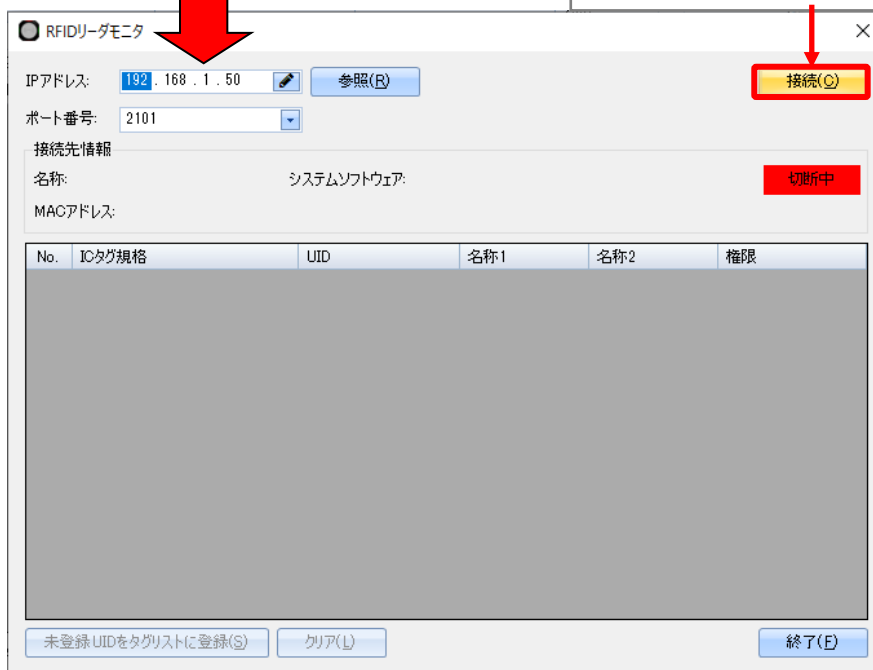 RFIDリーダモニタ
IPアドレス: 192 . 168 . 1 . 50 参照(R) 接続(C)
ポート番号: 2101
接続先情報
名称: システムソフトウェア: 切断中
MACアドレス:
No. ICタグ規格 UID 名称1 名称2 権限
未登録UIDをタグリストに登録(S) クリア(L) 終了(F)